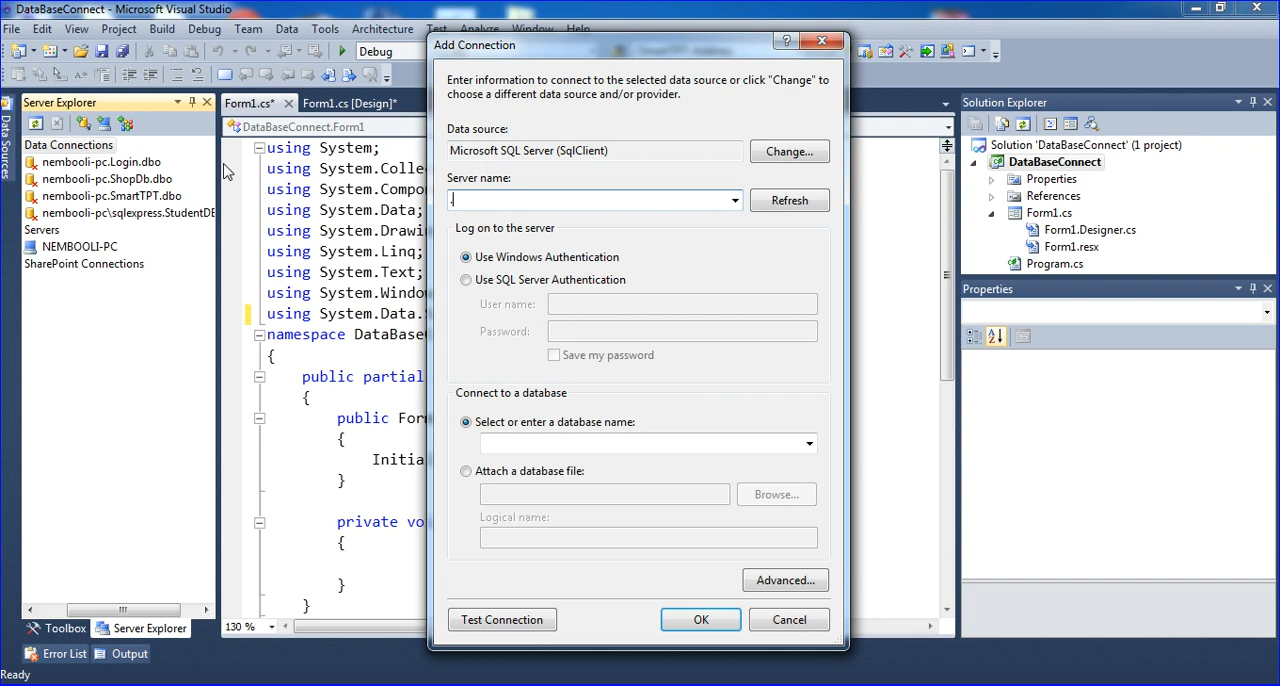 DataBaseConnect - Microsoft Visual Studio
File Edit View Project Build Debug Team Data Tools Architecture Test Analyze Window Help
Debug
Server Explorer
Data Connections
nembooli-pc.Login.dbo
nembooli-pc.ShopDb.dbo
nembooli-pc.SmartTPT.dbo
nembooli-pc\sqlexpress.StudentDB
Servers
NEMBOOLI-PC
SharePoint Connections
Toolbox
Server Explorer
Error List
Output
Ready
Data Sources
Form1.cs*
Form1.cs [Design]*
DataBaseConnect.Form1
using System;
using System.Colle
using System.Compo
using System.Data;
using System.Drawi
using System.Linq;
using System.Text;
using System.Windo
using System.Data.
namespace DataBase
{
public partial
{
public For
{
Initia
}
private vo
{
}
}
130 %
Add Connection
Enter information to connect to the selected data source or click "Change" to
choose a different data source and/or provider.
Data source:
Microsoft SQL Server (SqlClient)
Change...
Server name:
.
Refresh
Log on to the server
Use Windows Authentication
Use SQL Server Authentication
User name:
Password:
Save my password
Connect to a database
Select or enter a database name:
Attach a database file:
Browse...
Logical name:
Advanced...
Test Connection
OK
Cancel
Solution Explorer
Solution 'DataBaseConnect' (1 project)
DataBaseConnect
Properties
References
Form1.cs
Form1.Designer.cs
Form1.resx
Program.cs
Properties